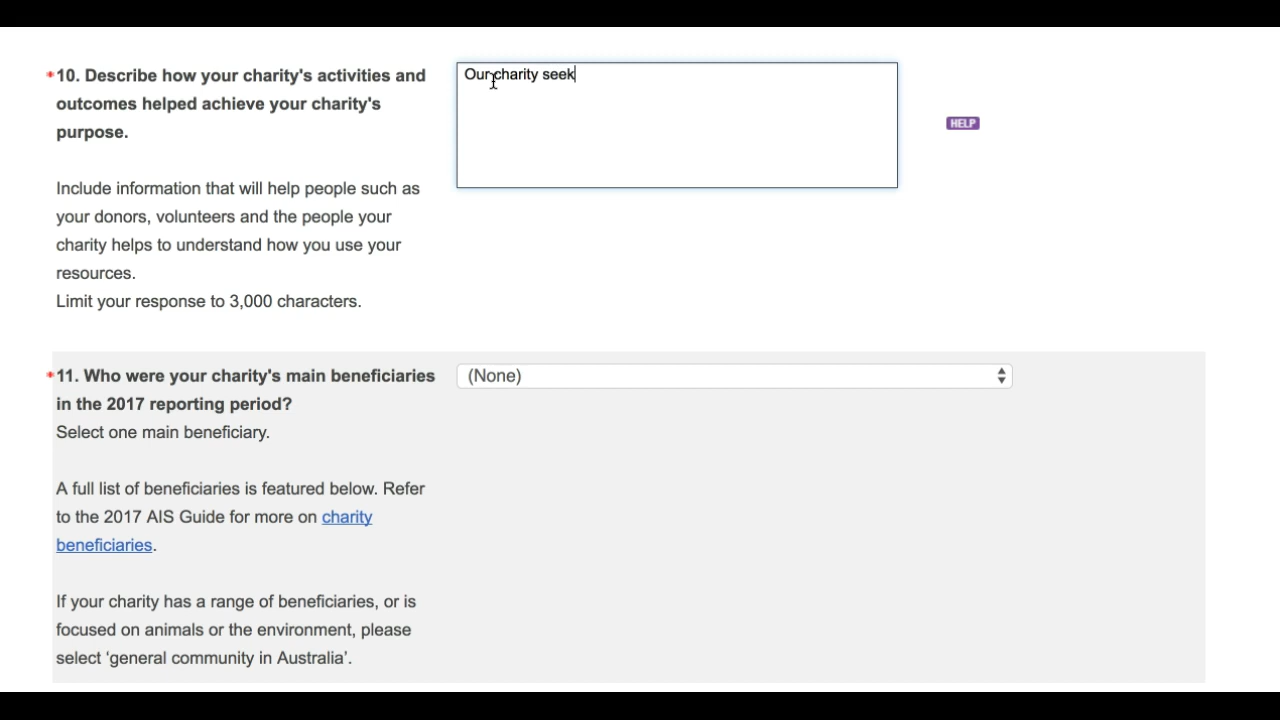 *10. Describe how your charity's activities and
outcomes helped achieve your charity's
purpose.
Our charity seek
HELP
Include information that will help people such as
your donors, volunteers and the people your
charity helps to understand how you use your
resources.
Limit your response to 3,000 characters.
*11. Who were your charity's main beneficiaries
in the 2017 reporting period?
(None)
Select one main beneficiary.
A full list of beneficiaries is featured below. Refer
to the 2017 AIS Guide for more on charity
beneficiaries.
If your charity has a range of beneficiaries, or is
focused on animals or the environment, please
select ‘general community in Australia’.